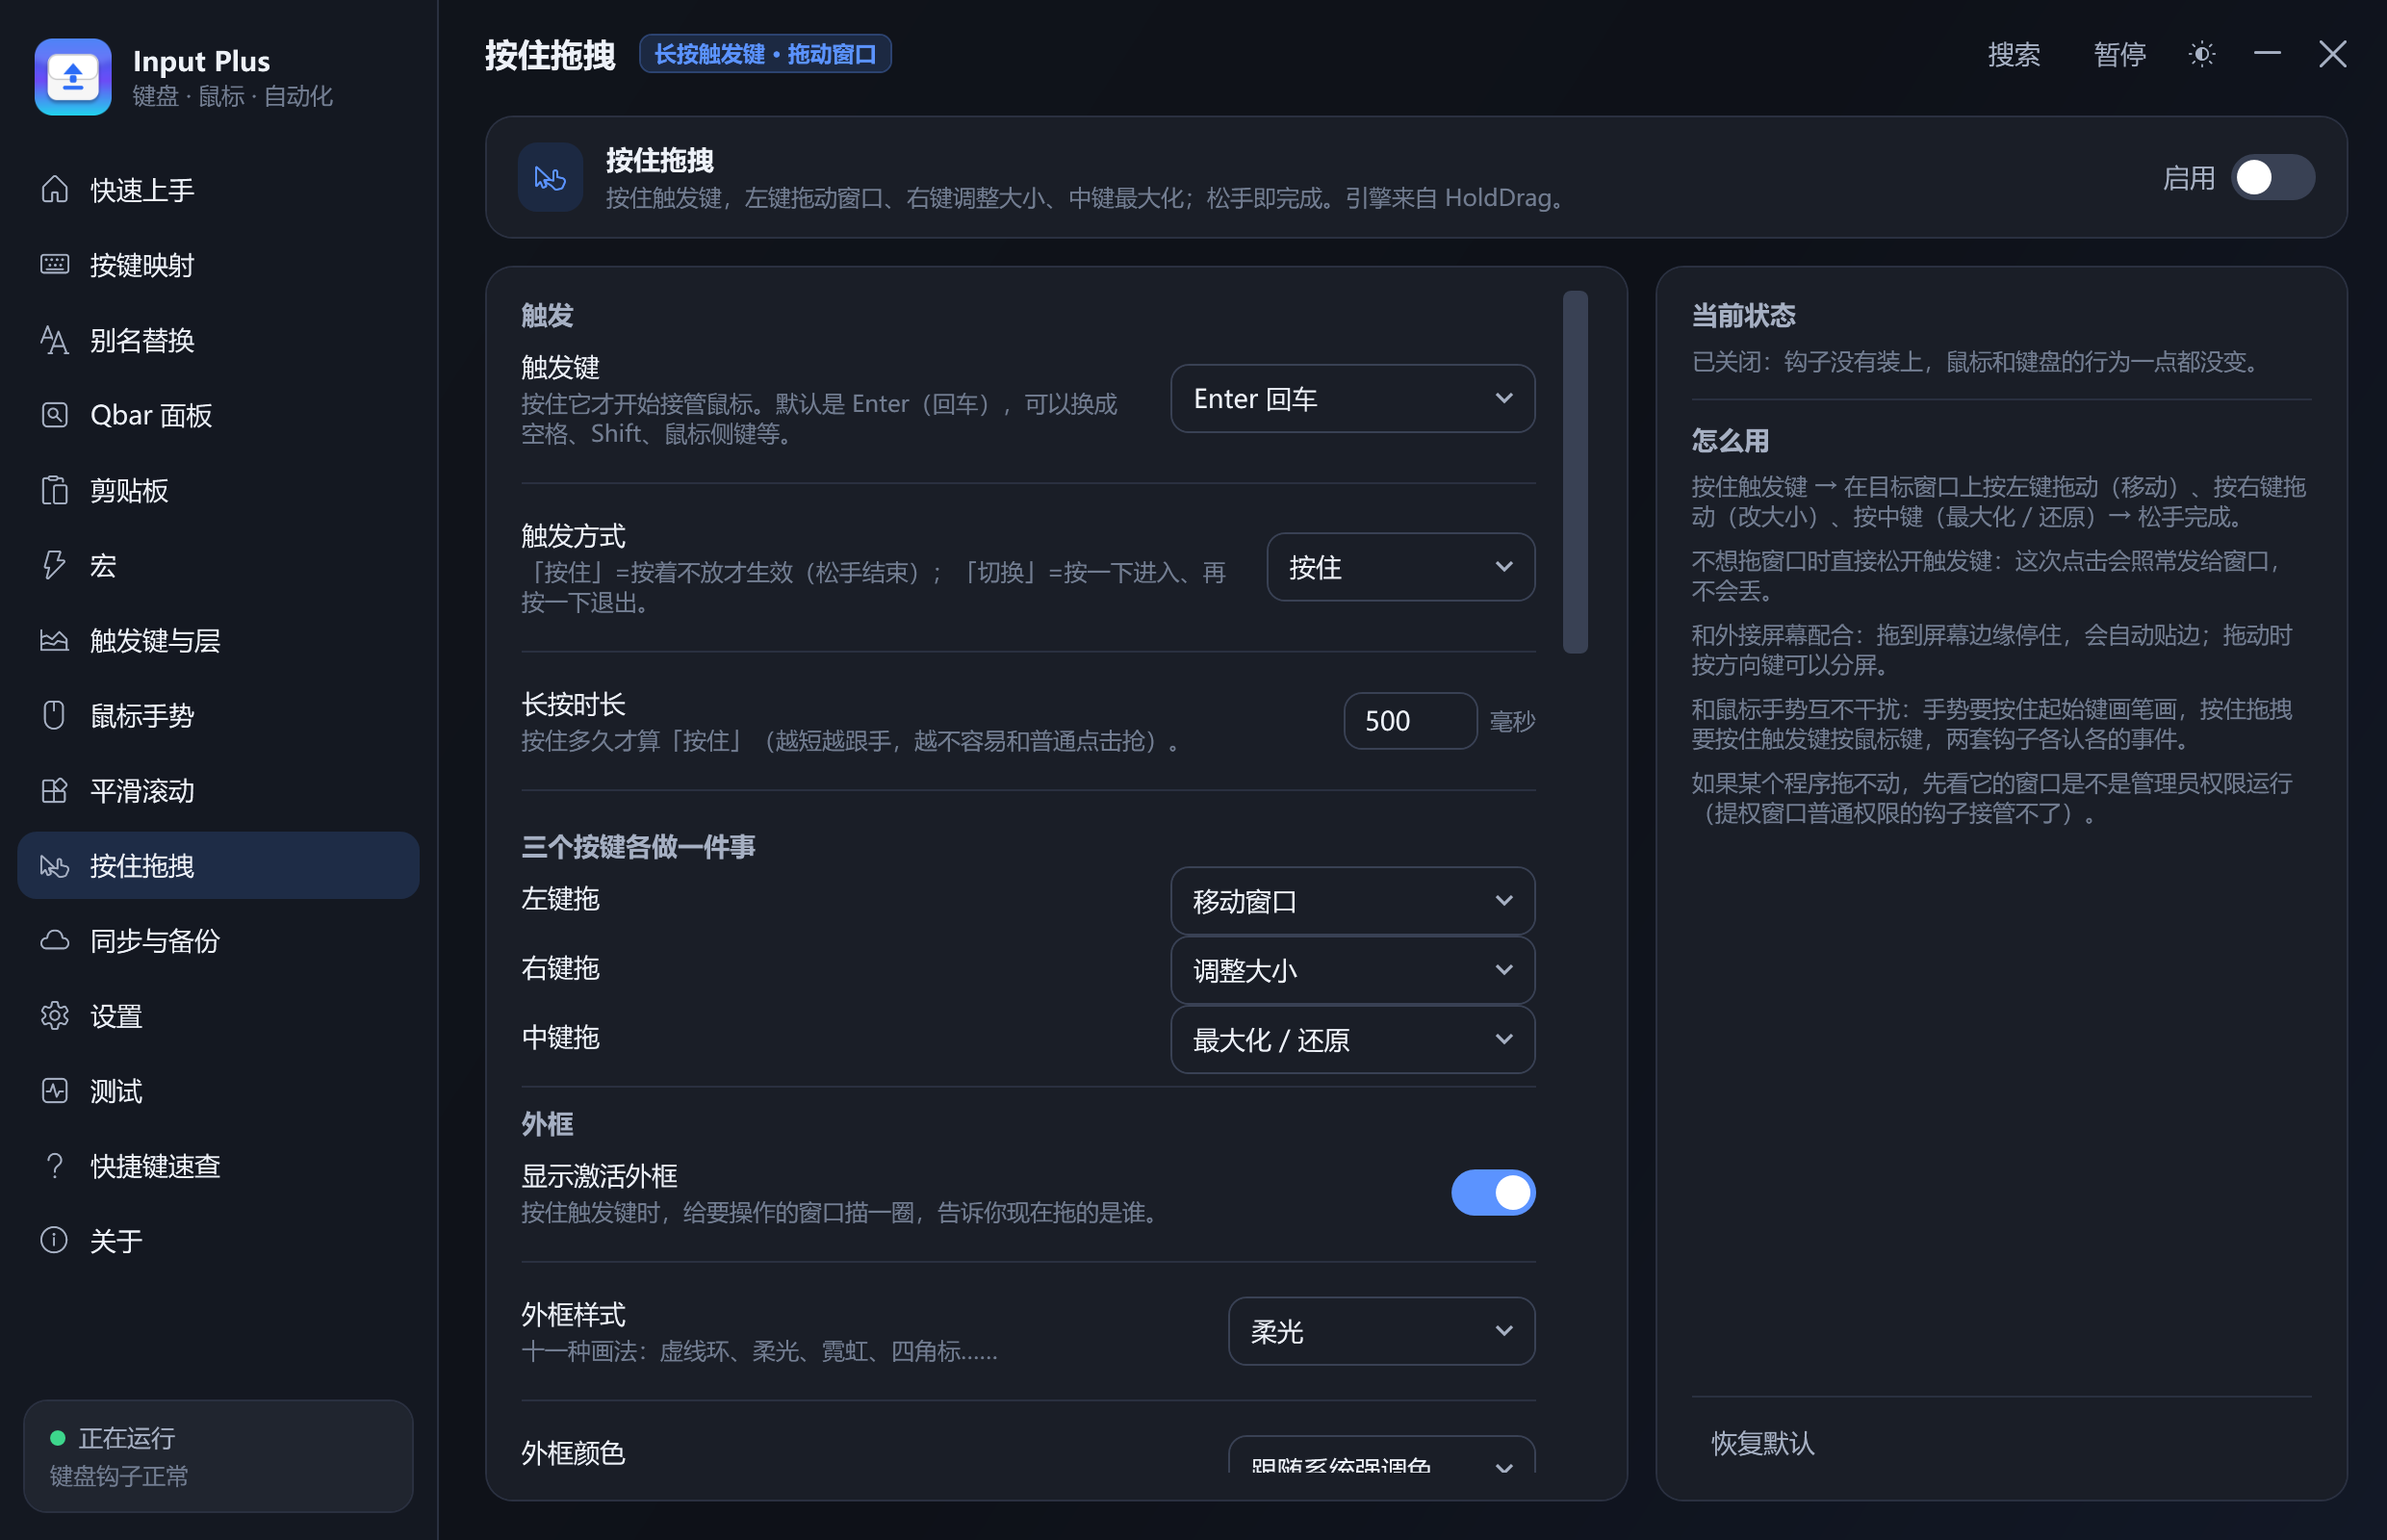 Input Plus
键盘 · 鼠标 · 自动化
快速上手
按键映射
别名替换
Qbar 面板
剪贴板
宏
触发键与层
鼠标手势
平滑滚动
按住拖拽
同步与备份
设置
测试
快捷键速查
关于
正在运行
键盘钩子正常
按住拖拽
长按触发键 • 拖动窗口
搜索
暂停
按住拖拽
按住触发键，左键拖动窗口、右键调整大小、中键最大化；松手即完成。引擎来自 HoldDrag。
启用
触发
触发键
按住它才开始接管鼠标。默认是 Enter（回车），可以换成
空格、Shift、鼠标侧键等。
Enter 回车
触发方式
「按住」=按着不放才生效（松手结束）；「切换」=按一下进入、再
按一下退出。
按住
长按时长
按住多久才算「按住」（越短越跟手，越不容易和普通点击抢）。
500
毫秒
三个按键各做一件事
左键拖
移动窗口
右键拖
调整大小
中键拖
最大化 / 还原
外框
显示激活外框
按住触发键时，给要操作的窗口描一圈，告诉你现在拖的是谁。
外框样式
十一种画法：虚线环、柔光、霓虹、四角标……
柔光
外框颜色
跟随系统强调色
当前状态
已关闭：钩子没有装上，鼠标和键盘的行为一点都没变。
怎么用
按住触发键 → 在目标窗口上按左键拖动（移动）、按右键拖
动（改大小）、按中键（最大化 / 还原）→ 松手完成。
不想拖窗口时直接松开触发键：这次点击会照常发给窗口，
不会丢。
和外接屏幕配合：拖到屏幕边缘停住，会自动贴边；拖动时
按方向键可以分屏。
和鼠标手势互不干扰：手势要按住起始键画笔画，按住拖拽
要按住触发键按鼠标键，两套钩子各认各的事件。
如果某个程序拖不动，先看它的窗口是不是管理员权限运行
（提权窗口普通权限的钩子接管不了）。
恢复默认